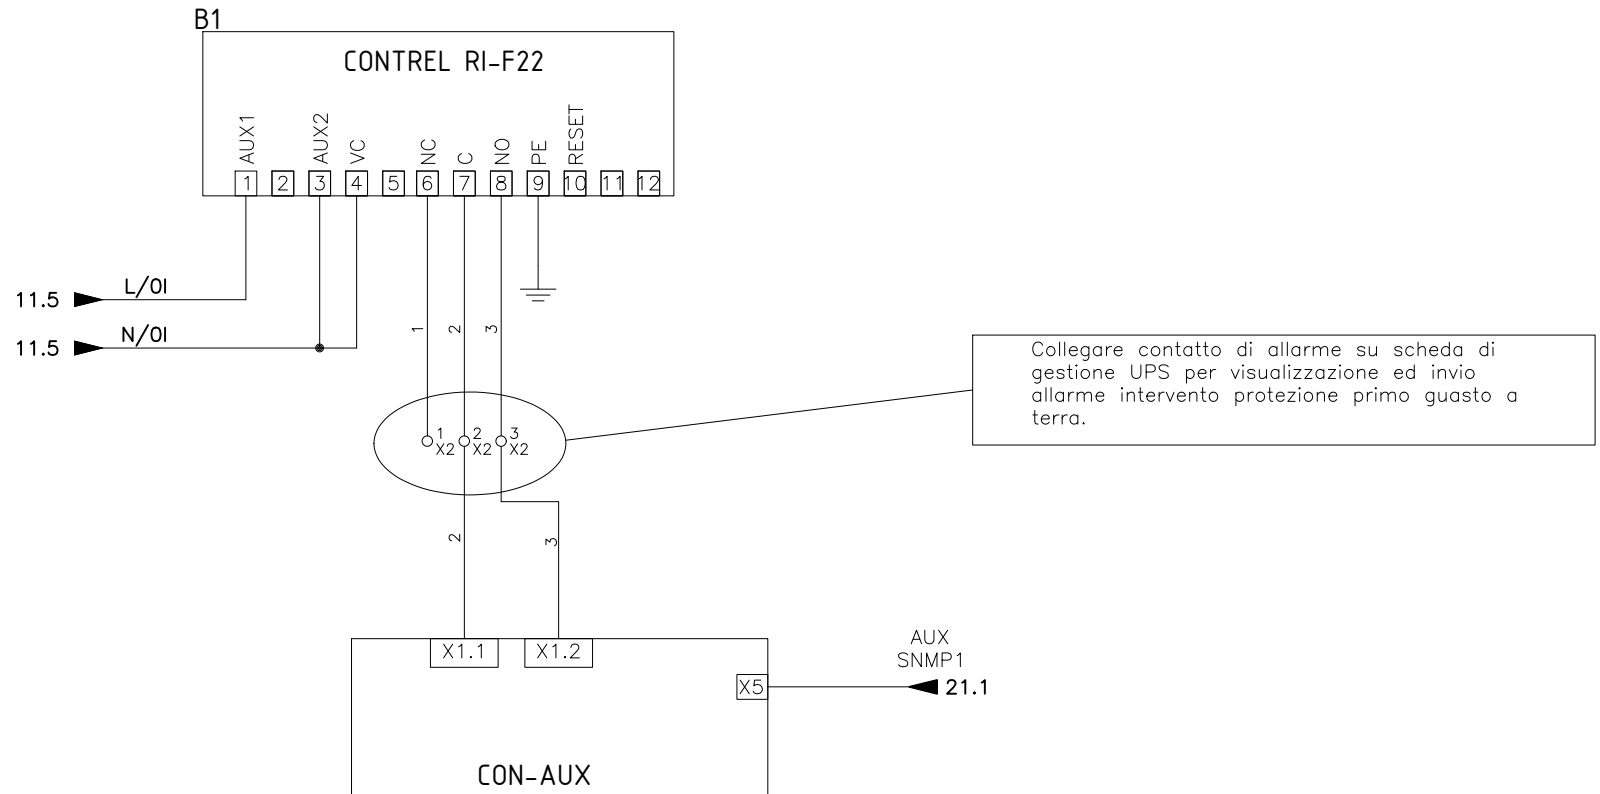 B1
CONTREL RI-F22
AUX1
AUX2
VC
NC
C
NO
PE
RESET
1 2 3 4 5 6 7 8 9 10 11 12
11.5 L/01
11.5 N/01
1 2 3
Collegare contatto di allarme su scheda di
gestione UPS per visualizzazione ed invio
allarme intervento protezione primo guasto a
terra.
1 2 3
X2 X2 X2
2 3
X1.1 X1.2
AUX
SNMP1
X5 21.1
CON-AUX